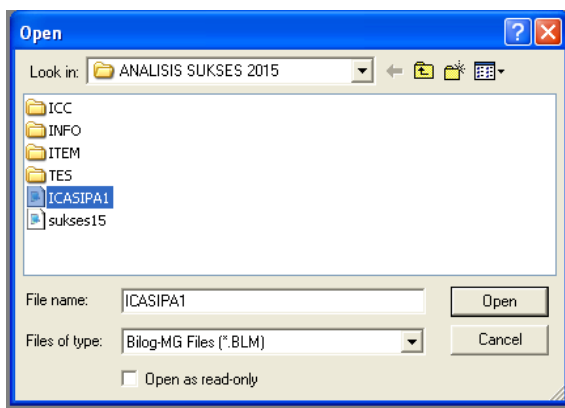 Open
Look in: ANALISIS SUKSES 2015
ICC
INFO
ITEM
TES
ICASIPA1
sukses15
File name: ICASIPA1 Open
Files of type: Bilog-MG Files (*.BLM) Cancel
Open as read-only